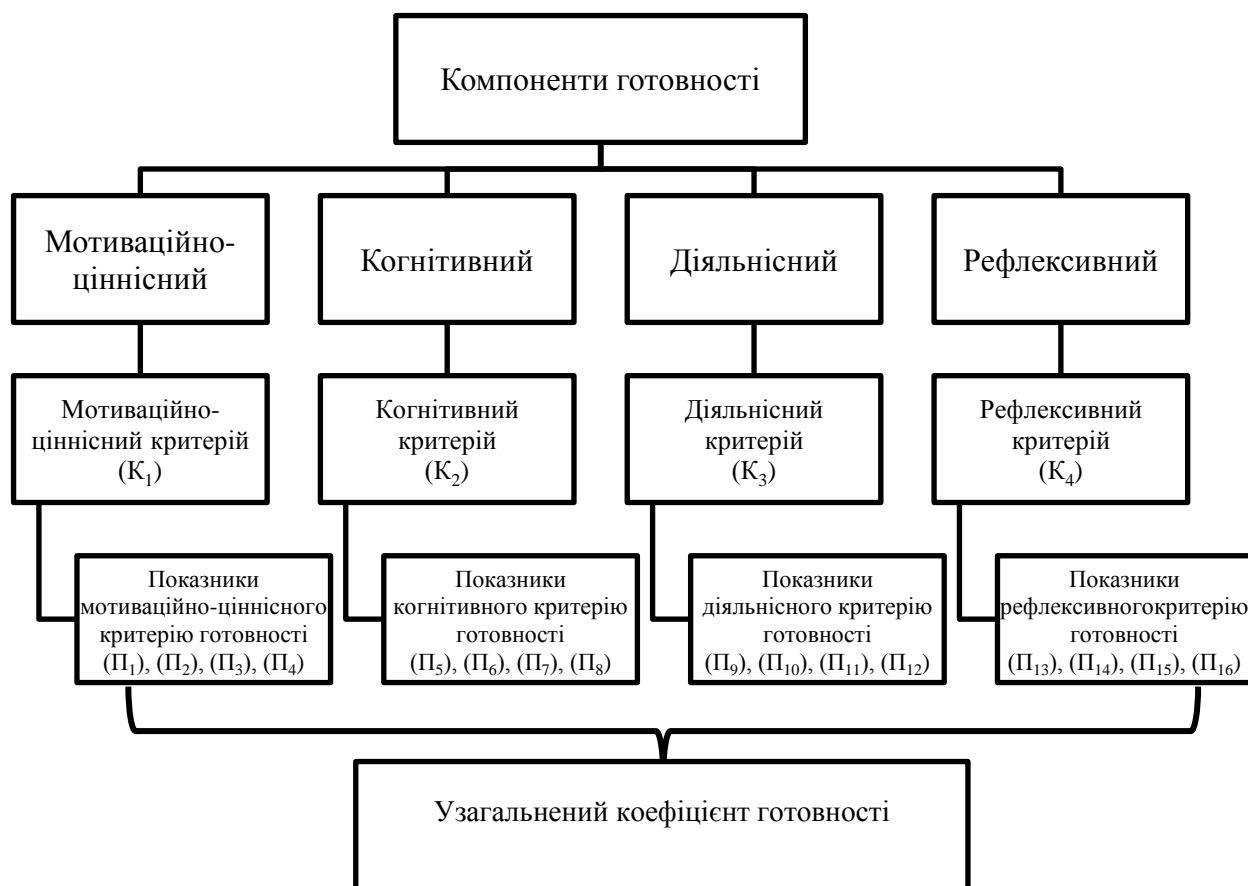 Компоненти готовності
Мотиваційно-
ціннісний
Когнітивний
Діяльнісний
Рефлексивний
Мотиваційно-
ціннісний критерій
(К₁)
Когнітивний
критерій
(К₂)
Діяльнісний
критерій
(К₃)
Рефлексивний
критерій
(К₄)
Показники
мотиваційно-ціннісного
критерію готовності
(П₁), (П₂), (П₃), (П₄)
Показники
когнітивного критерію
готовності
(П₅), (П₆), (П₇), (П₈)
Показники
діяльнісного критерію
готовності
(П₉), (П₁₀), (П₁₁), (П₁₂)
Показники
рефлексивногокритерію
готовності
(П₁₃), (П₁₄), (П₁₅), (П₁₆)
Узагальнений коефіцієнт готовності